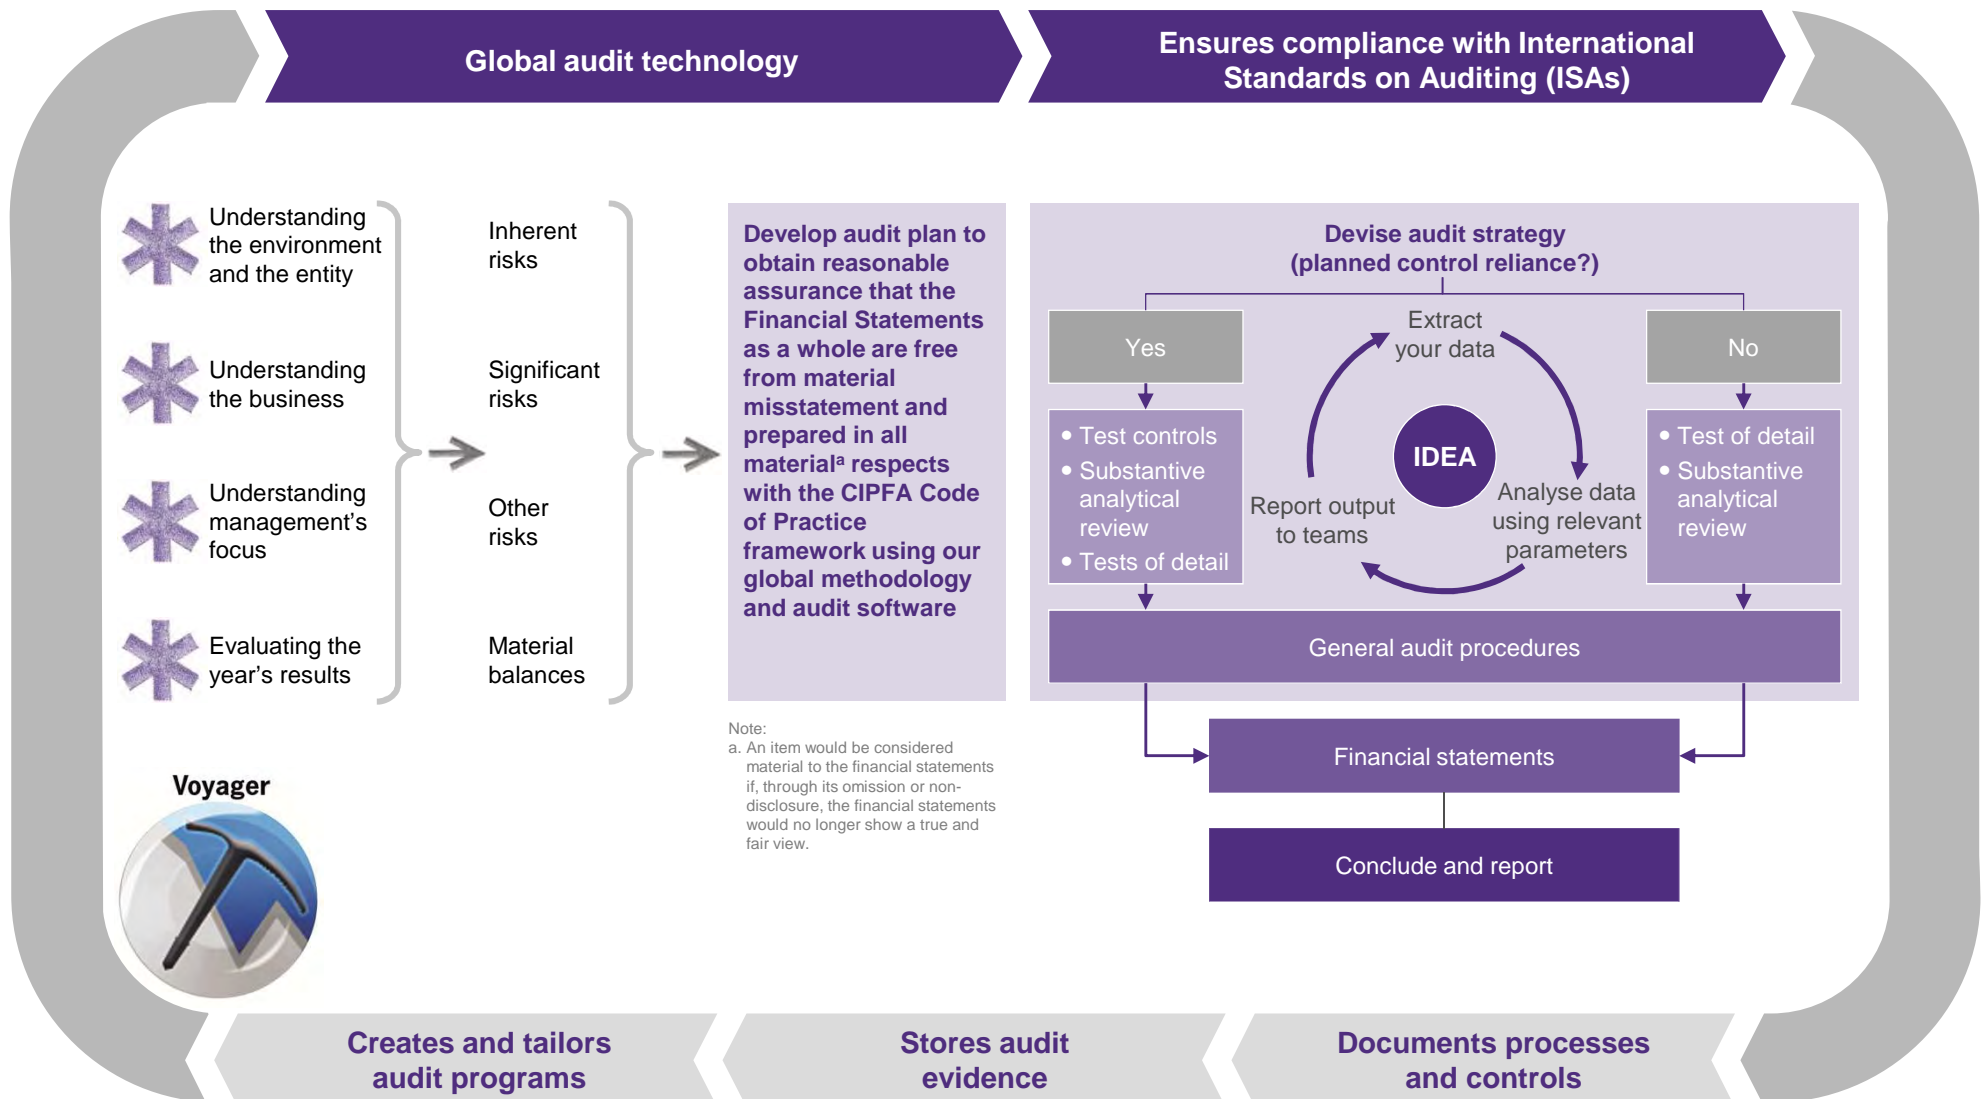 Global audit technology
Ensures compliance with International
Standards on Auditing (ISAs)
Understanding
the environment
and the entity
Understanding
the business
Understanding
management's
focus
Evaluating the
year's results
Inherent
risks
Significant
risks
Other
risks
Material
balances
Develop audit plan to
obtain reasonable
assurance that the
Financial Statements
as a whole are free
from material
misstatement and
prepared in all
materialᵃ respects
with the CIPFA Code
of Practice
framework using our
global methodology
and audit software
Note:
a. An item would be considered
material to the financial statements
if, through its omission or non-
disclosure, the financial statements
would no longer show a true and
fair view.
Devise audit strategy
(planned control reliance?)
Yes
• Test controls
• Substantive
analytical
review
• Tests of detail
Extract
your data
IDEA
Analyse data
using relevant
parameters
Report output
to teams
No
• Test of detail
• Substantive
analytical
review
General audit procedures
Financial statements
Conclude and report
Voyager
Creates and tailors
audit programs
Stores audit
evidence
Documents processes
and controls